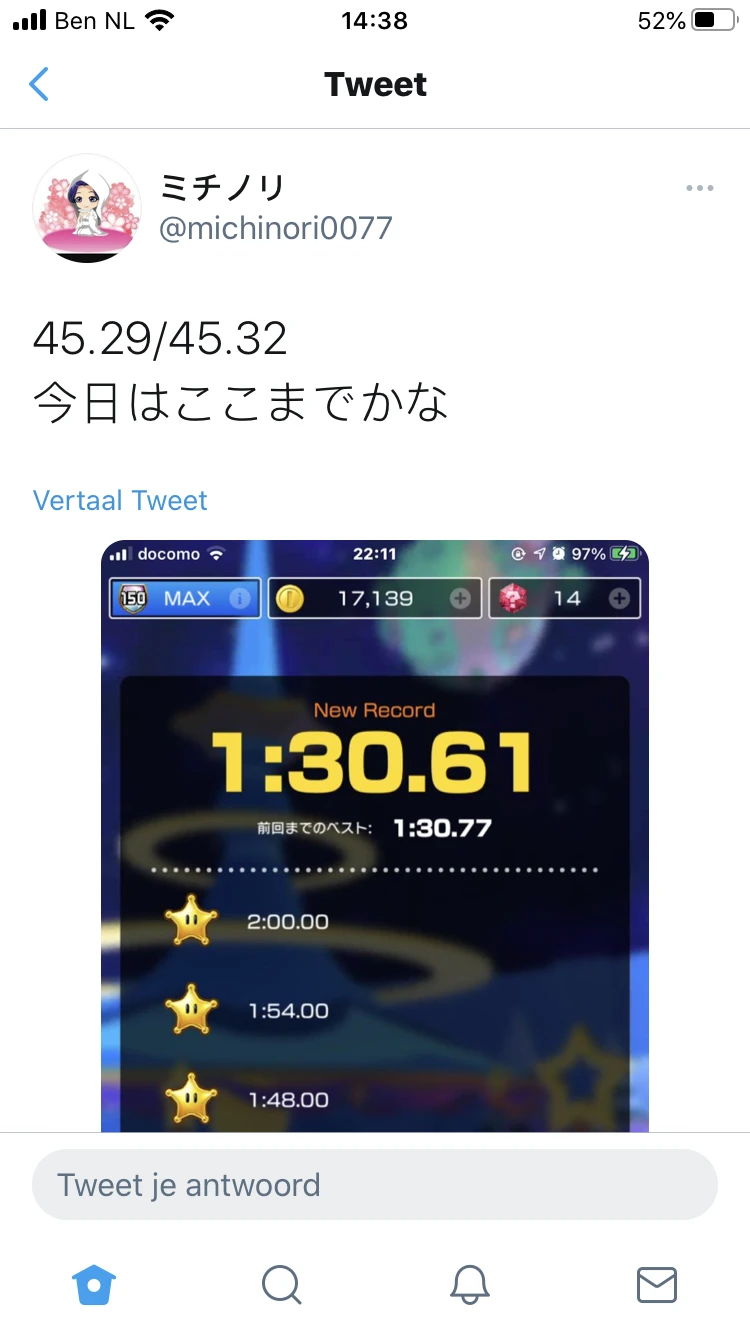 Ben NL 14:38 52%
Tweet
ミチノリ
@michinori0077
45.29/45.32
今日はここまでかな
Vertaal Tweet
docomo 22:11 97%
150 MAX i 17,139 14
New Record
1:30.61
前回までのベスト: 1:30.77
2:00.00
1:54.00
1:48.00
Tweet je antwoord